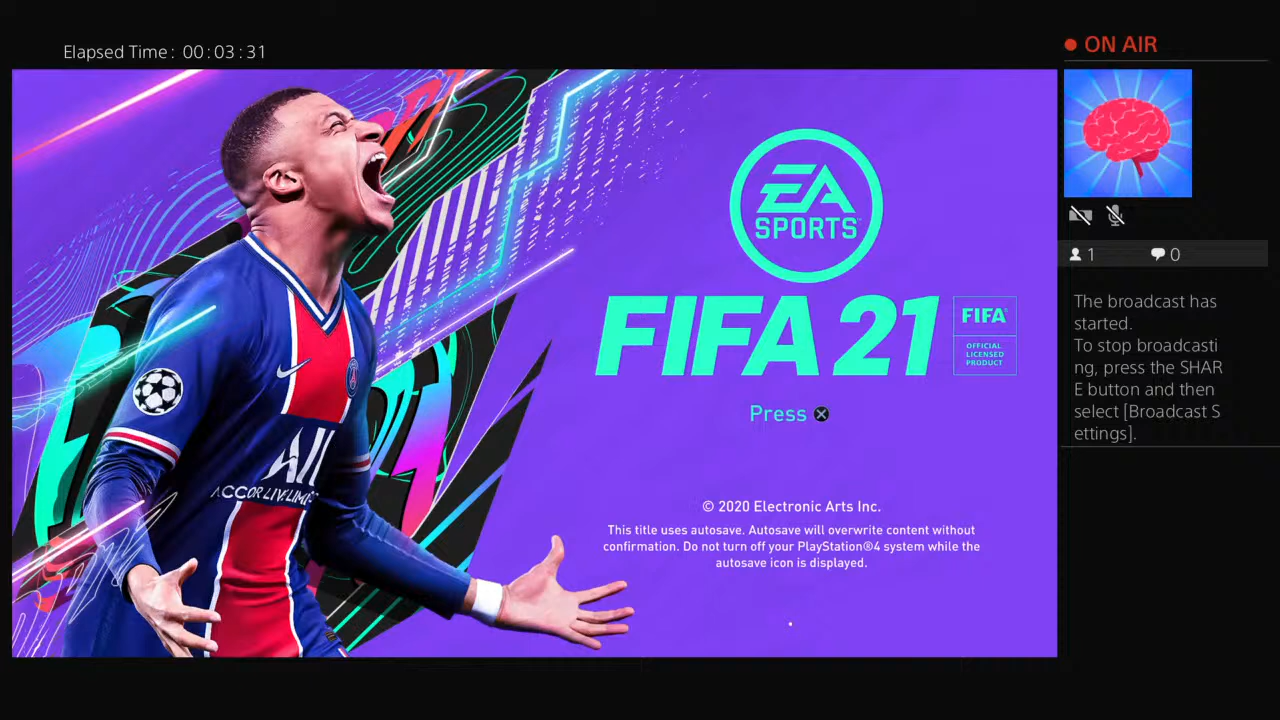 Elapsed Time: 00:03:31
ON AIR
EA
SPORTS
FIFA 21
FIFA
OFFICIAL
LICENSED
PRODUCT
Press
© 2020 Electronic Arts Inc.
This title uses autosave. Autosave will overwrite content without
confirmation. Do not turn off your PlayStation®4 system while the
autosave icon is displayed.
ALL
ACCOR LIVE LIMI
1
0
The broadcast has
started.
To stop broadcasti
ng, press the SHAR
E button and then
select [Broadcast S
ettings].